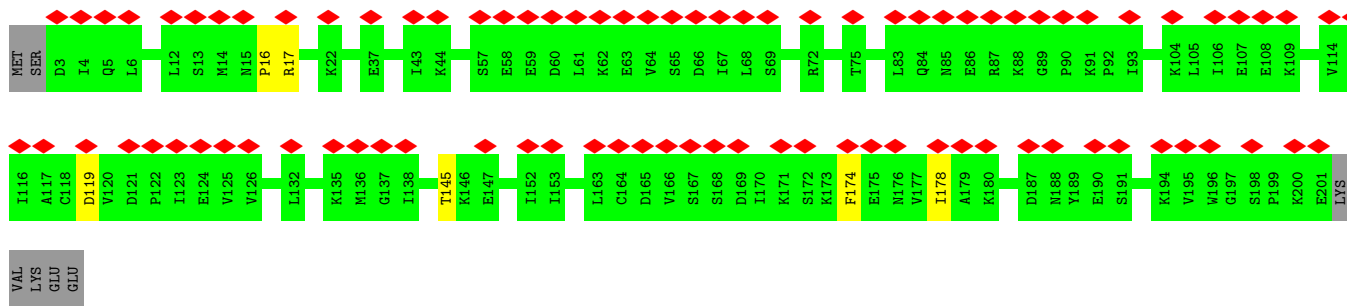 MET SER D3 I4 Q5 L6 L12 S13 M14 N15 P16 R17 K22 E37 I43 K44 S57 E58 E59 D60 L61 K62 E63 V64 S65 D66 I67 L68 S69 R72 T75 L83 Q84 N85 E86 R87 K88 G89 P90 K91 P92 I93 K104 L105 I106 E107 E108 K109 V114
I116 A117 C118 D119 V120 D121 P122 I123 E124 V125 V126 L132 K135 M136 G137 I138 T145 K146 E147 I152 I153 L163 C164 D165 V166 S167 S168 D169 I170 K171 S172 K173 F174 E175 N176 V177 I178 A179 K180 D187 N188 Y189 E190 S191 K194 V195 W196 G197 S198 P199 K200 E201 LYS
VAL LYS GLU GLU